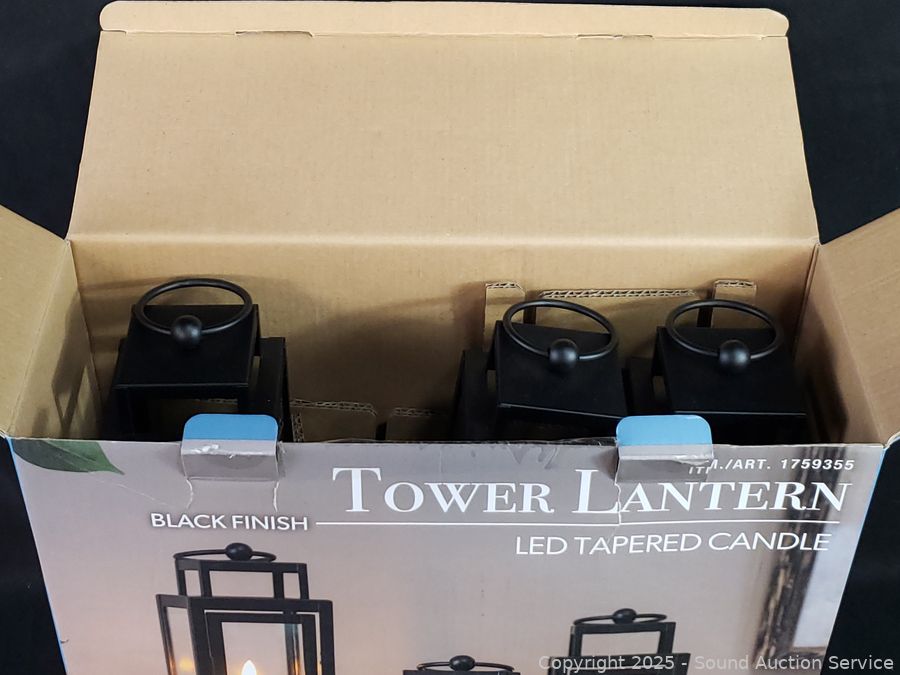 ITM./ART. 1759355
TOWER LANTERN
BLACK FINISH
LED TAPERED CANDLE
Copyright 2025 - Sound Auction Service